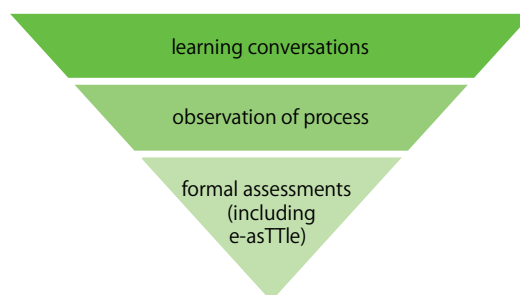 learning conversations
observation of process
formal assessments
(including
e-asTTle)